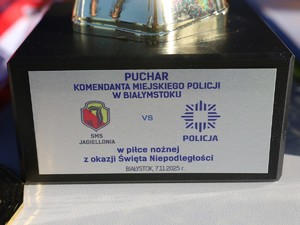 PUCHAR
KOMENDANTA MIEJSKIEGO POLICJI
W BIAŁYMSTOKU
SMS
JAGIELLONIA
VS
POLICJA
w piłce nożnej
z okazji Święta Niepodległości
BIAŁYSTOK, 7.11.2025 r.